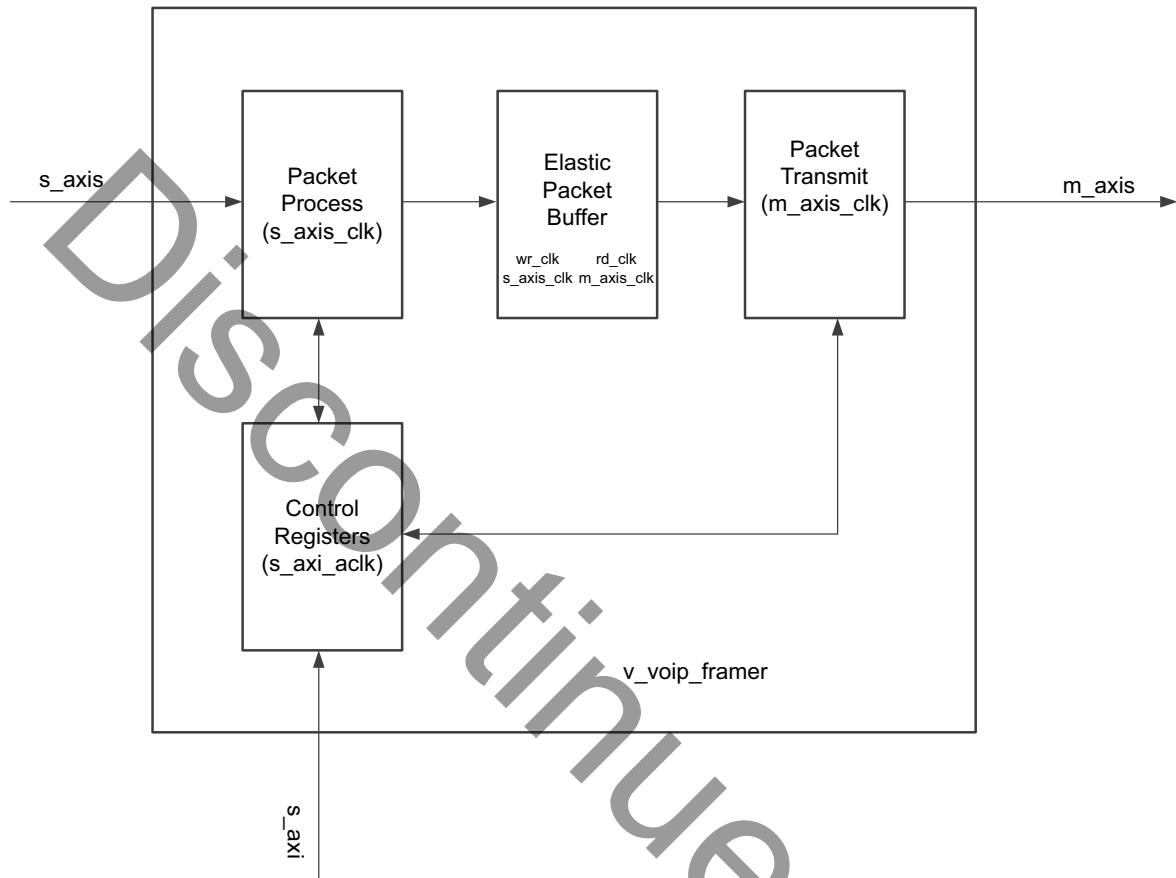 s_axis
Packet
Process
(s_axis_clk)
Elastic
Packet
Buffer
wr_clk rd_clk
s_axis_clk m_axis_clk
Packet
Transmit
(m_axis_clk)
m_axis
Control
Registers
(s_axi_aclk)
v_voip_framer
s_axi
Discontinue